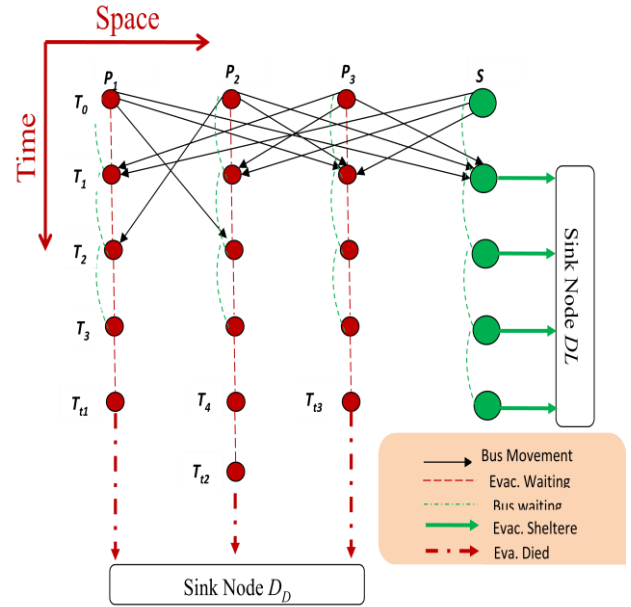 Space
Time
P1 P2 P3 S
T0
T1
T2
T3
Tt1 T4 Tt3
Tt2
Sink Node DL
Sink Node DD
Bus Movement
Evac. Waiting
Bus waiting
Evac. Sheltere
Eva. Died